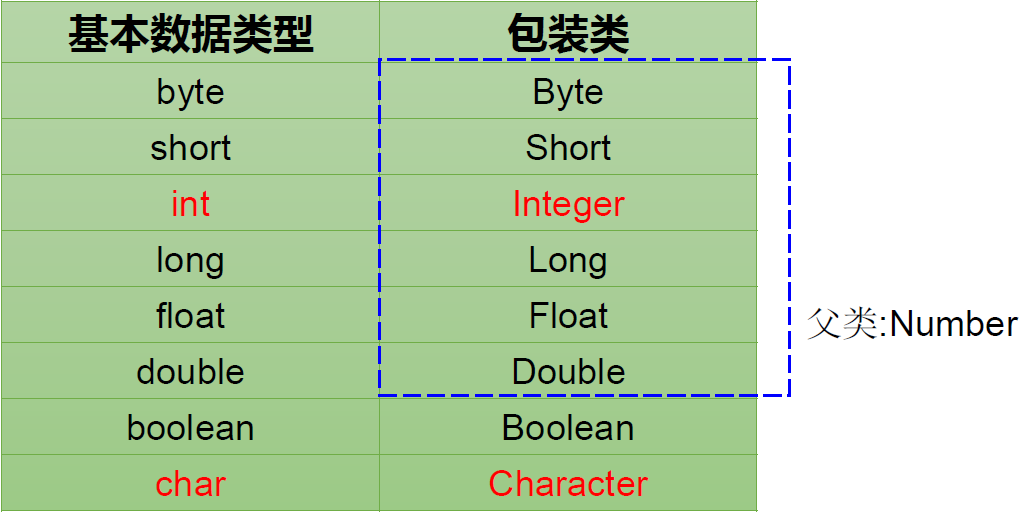 基本数据类型 包装类
byte Byte
short Short
int Integer
long Long
float Float
double Double
boolean Boolean
char Character
父类:Number